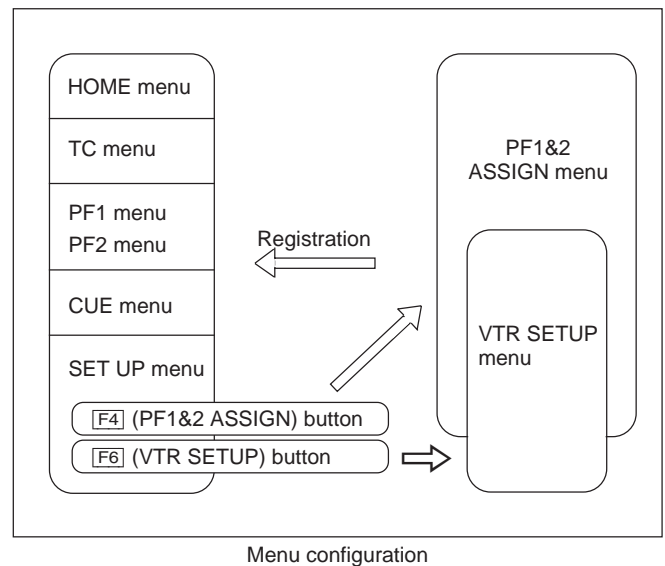 HOME menu
TC menu
PF1 menu
PF2 menu
CUE menu
SET UP menu
F4 (PF1&2 ASSIGN) button
F6 (VTR SETUP) button
Registration
PF1&2
ASSIGN menu
VTR SETUP
menu
Menu configuration